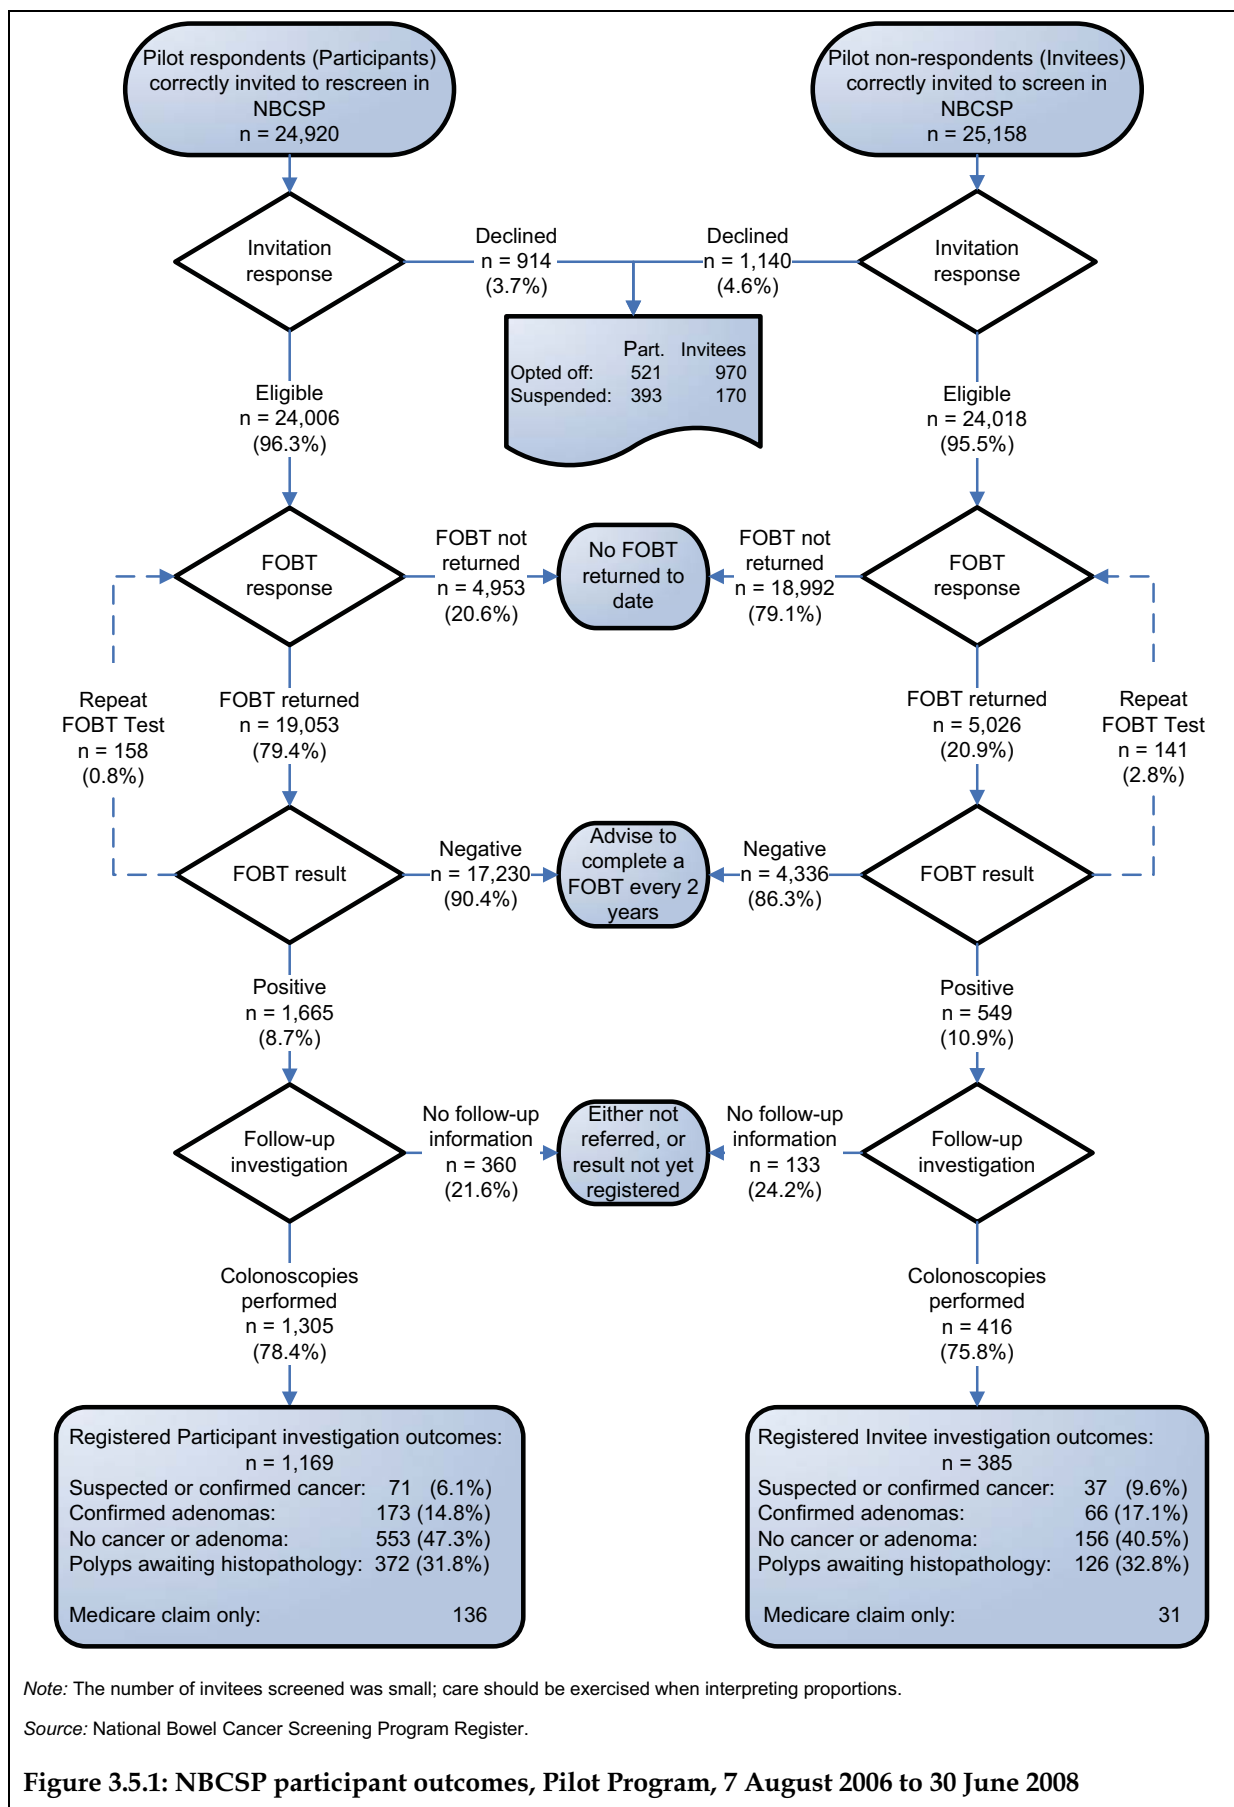 Pilot respondents (Participants)
correctly invited to rescreen in
NBCSP
n = 24,920
Pilot non-respondents (Invitees)
correctly invited to screen in
NBCSP
n = 25,158
Invitation
response
Declined
n = 914
(3.7%)
Declined
n = 1,140
(4.6%)
Invitation
response
Part. Invitees
Opted off: 521 970
Suspended: 393 170
Eligible
n = 24,006
(96.3%)
Eligible
n = 24,018
(95.5%)
FOBT
response
FOBT not
returned
n = 4,953
(20.6%)
No FOBT
returned to
date
FOBT not
returned
n = 18,992
(79.1%)
FOBT
response
Repeat
FOBT Test
n = 158
(0.8%)
FOBT returned
n = 19,053
(79.4%)
FOBT returned
n = 5,026
(20.9%)
Repeat
FOBT Test
n = 141
(2.8%)
FOBT result
Negative
n = 17,230
(90.4%)
Advise to
complete a
FOBT every 2
years
Negative
n = 4,336
(86.3%)
FOBT result
Positive
n = 1,665
(8.7%)
Positive
n = 549
(10.9%)
Follow-up
investigation
No follow-up
information
n = 360
(21.6%)
Either not
referred, or
result not yet
registered
No follow-up
information
n = 133
(24.2%)
Follow-up
investigation
Colonoscopies
performed
n = 1,305
(78.4%)
Colonoscopies
performed
n = 416
(75.8%)
Registered Participant investigation outcomes:
n = 1,169
Suspected or confirmed cancer: 71 (6.1%)
Confirmed adenomas: 173 (14.8%)
No cancer or adenoma: 553 (47.3%)
Polyps awaiting histopathology: 372 (31.8%)
Medicare claim only: 136
Registered Invitee investigation outcomes:
n = 385
Suspected or confirmed cancer: 37 (9.6%)
Confirmed adenomas: 66 (17.1%)
No cancer or adenoma: 156 (40.5%)
Polyps awaiting histopathology: 126 (32.8%)
Medicare claim only: 31
Note: The number of invitees screened was small; care should be exercised when interpreting proportions.
Source: National Bowel Cancer Screening Program Register.
Figure 3.5.1: NBCSP participant outcomes, Pilot Program, 7 August 2006 to 30 June 2008